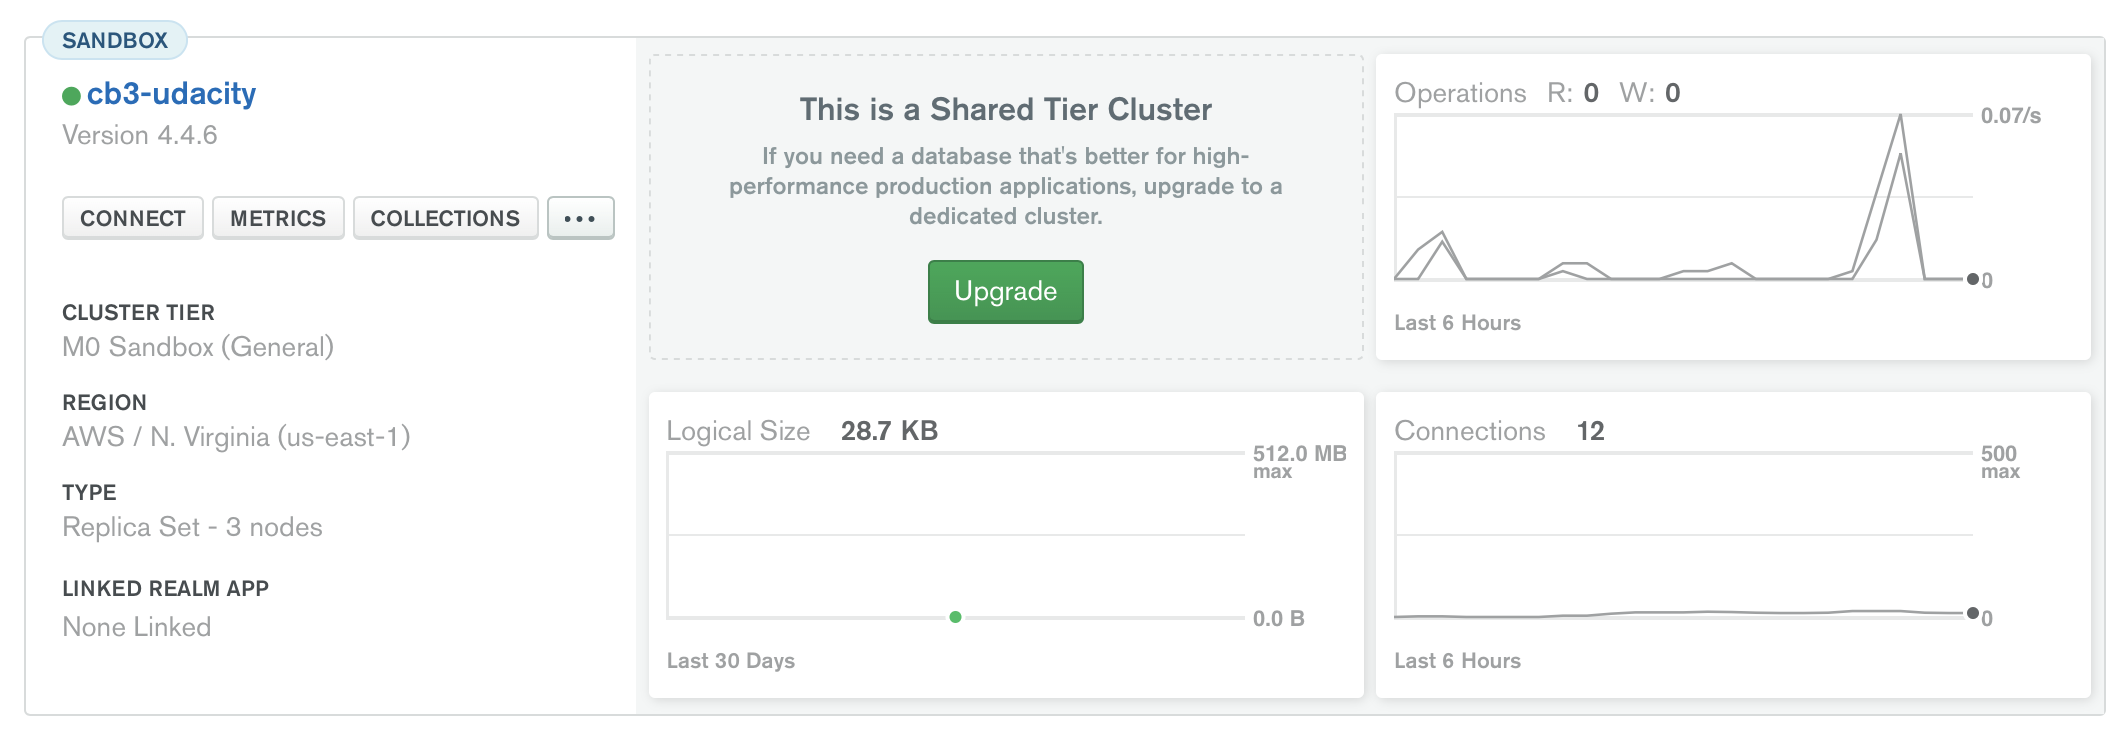 SANDBOX
cb3-udacity
Version 4.4.6
CONNECT METRICS COLLECTIONS •••
CLUSTER TIER
M0 Sandbox (General)
REGION
AWS / N. Virginia (us-east-1)
TYPE
Replica Set - 3 nodes
LINKED REALM APP
None Linked
This is a Shared Tier Cluster
If you need a database that's better for high-
performance production applications, upgrade to a
dedicated cluster.
Upgrade
Operations R: 0 W: 0
0.07/s
0
Last 6 Hours
Logical Size 28.7 KB
512.0 MB
max
0.0 B
Last 30 Days
Connections 12
500
max
0
Last 6 Hours